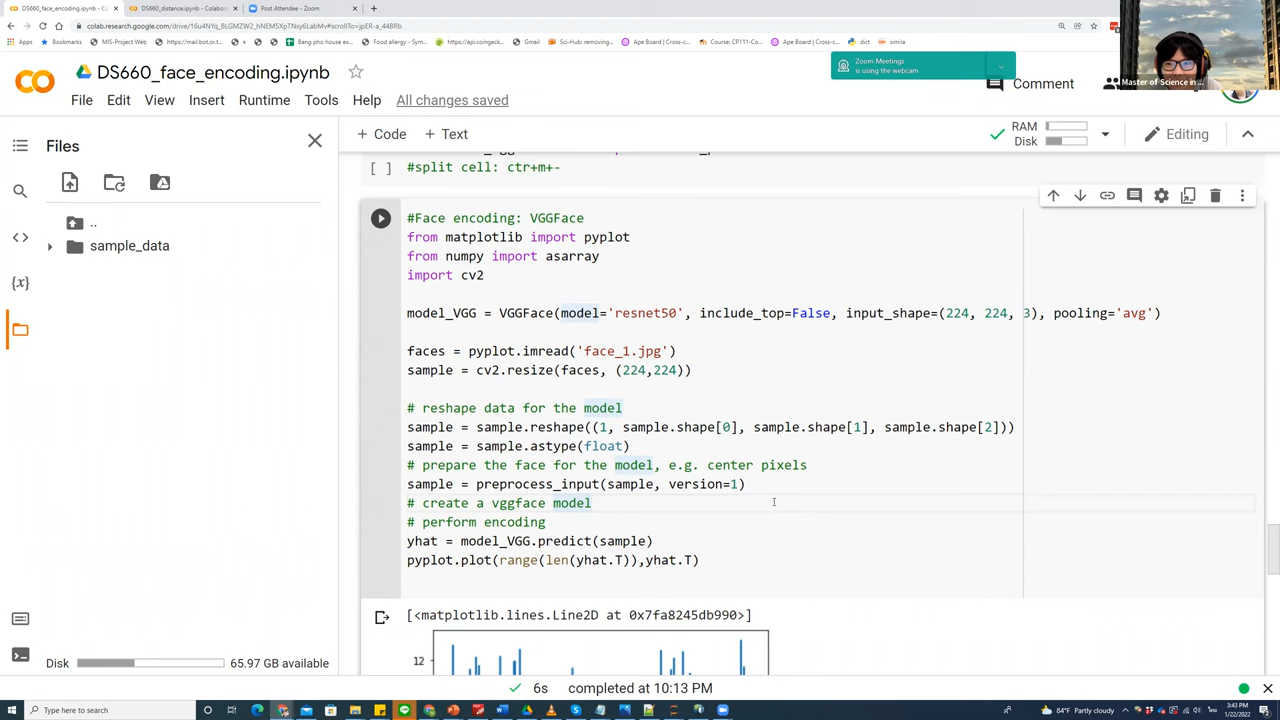 DS660_face_encoding.ipynb - C
DS660_distance.ipynb - Colabor
Post Attendee - Zoom
colab.research.google.com/drive/16u4NYq_BLGMZW2_hNEMSXpTNsy6LabMv#scrollTo=jpER-a_44BRb
Apps
Bookmarks
MIS-Project Web
https://mail.bot.or.t...
Bang pho house ex...
Food allergy - Sym...
https://api.coingeck...
Gmail
Sci-Hub: removing...
Ape Board | Cross-c...
Course: CP111-Co...
Ape Board | Cross-c...
dict
simila
Zoom Meetings
is using the webcam
Master of Science in ...
DS660_face_encoding.ipynb
File Edit View Insert Runtime Tools Help All changes saved
Comment
Files
+ Code + Text
RAM
Disk
Editing
..
sample_data
[ ] #split cell: ctr+m+-
#Face encoding: VGGFace
from matplotlib import pyplot
from numpy import asarray
import cv2
model_VGG = VGGFace(model='resnet50', include_top=False, input_shape=(224, 224, 3), pooling='avg')
faces = pyplot.imread('face_1.jpg')
sample = cv2.resize(faces, (224,224))
# reshape data for the model
sample = sample.reshape((1, sample.shape[0], sample.shape[1], sample.shape[2]))
sample = sample.astype(float)
# prepare the face for the model, e.g. center pixels
sample = preprocess_input(sample, version=1)
# create a vggface model
# perform encoding
yhat = model_VGG.predict(sample)
pyplot.plot(range(len(yhat.T)),yhat.T)
[<matplotlib.lines.Line2D at 0x7fa8245db990>]
12
Disk
65.97 GB available
6s completed at 10:13 PM
Type here to search
84°F Partly cloudy
3:43 PM
1/22/2022